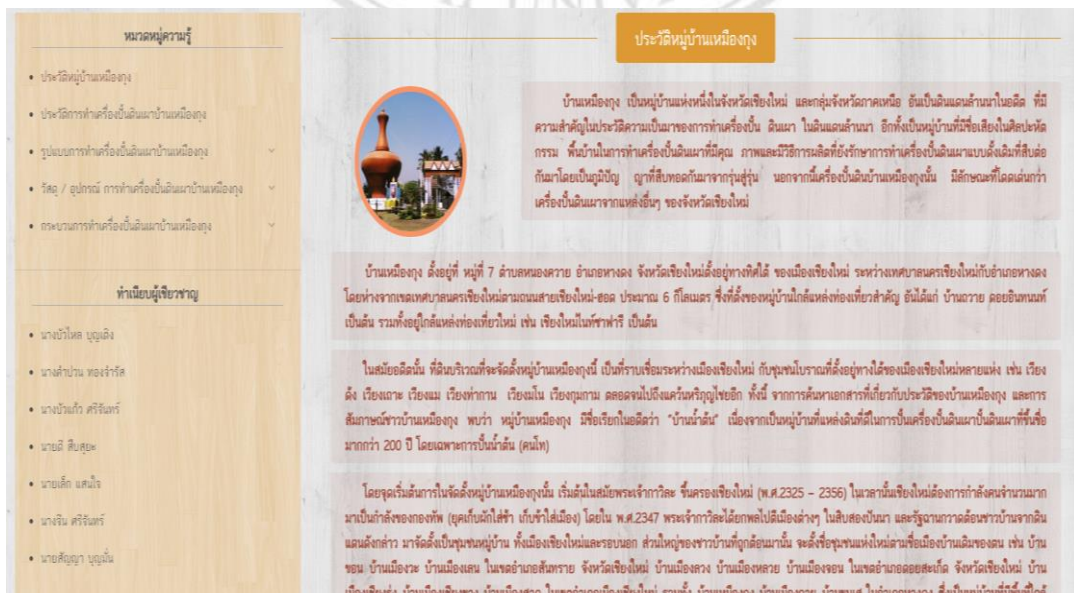 หมวดหมู่ความรู้
ประวัติหมู่บ้านเหมืองกุง
ประวัติการทำเครื่องปั้นดินเผาบ้านเหมืองกุง
รูปแบบการทำเครื่องปั้นดินเผาบ้านเหมืองกุง
วัสดุ / อุปกรณ์ การทำเครื่องปั้นดินเผาบ้านเหมืองกุง
กระบวนการทำเครื่องปั้นดินเผาบ้านเหมืองกุง
ทำเนียบผู้เชี่ยวชาญ
นางบัวไหล บุญเติง
นางคำปวน ทองจำรัส
นางบัวแก้ว ศรีจันทร์
นายดี สืบสุยะ
นายเล็ก แสนใจ
นางจิน ศรีจันทร์
นายสัญญา บุญมั่น
ประวัติหมู่บ้านเหมืองกุง
บ้านเหมืองกุง เป็นหมู่บ้านแห่งหนึ่งในจังหวัดเชียงใหม่ และกลุ่มจังหวัดภาคเหนือ อันเป็นดินแดนล้านนาในอดีต ที่มี
ความสำคัญในประวัติความเป็นมาของการทำเครื่องปั้น ดินเผา ในดินแดนล้านนา อีกทั้งเป็นหมู่บ้านที่มีชื่อเสียงในศิลปะหัต
กรรม พื้นบ้านในการทำเครื่องปั้นดินเผาที่มีคุณ ภาพและมีวิธีการผลิตที่ยังรักษาการทำเครื่องปั้นดินเผาแบบดั้งเดิมที่สืบต่อ
กันมาโดยเป็นภูมิปัญ ญาที่สืบทอดกันมาจากรุ่นสู่รุ่น นอกจากนี้เครื่องปั้นดินบ้านเหมืองกุงนั้น มีลักษณะที่โดดเด่นกว่า
เครื่องปั้นดินเผาจากแหล่งอื่นๆ ของจังหวัดเชียงใหม่
บ้านเหมืองกุง ตั้งอยู่ที่ หมู่ที่ 7 ตำบลหนองควาย อำเภอหางดง จังหวัดเชียงใหม่ตั้งอยู่ทางทิศใต้ ของเมืองเชียงใหม่ ระหว่างเทศบาลนครเชียงใหม่กับอำเภอหางดง
โดยห่างจากเขตเทศบาลนครเชียงใหม่ตามถนนสายเชียงใหม่-ฮอด ประมาณ 6 กิโลเมตร ซึ่งที่ตั้งของหมู่บ้านใกล้แหล่งท่องเที่ยวสำคัญ อันได้แก่ บ้านถวาย ดอยอินทนนท์
เป็นต้น รวมทั้งอยู่ใกล้แหล่งท่องเที่ยวใหม่ เช่น เชียงใหม่ไนท์ซาฟารี เป็นต้น
ในสมัยอดีตนั้น ที่ดินบริเวณที่จะจัดตั้งหมู่บ้านเหมืองกุงนี้ เป็นที่ราบเชื่อมระหว่างเมืองเชียงใหม่ กับชุมชนโบราณที่ตั้งอยู่ทางใต้ของเมืองเชียงใหม่หลายแห่ง เช่น เวียง
ด้ง เวียงเถาะ เวียงแม เวียงท่ากาน เวียงมโน เวียงกุมกาม ตลอดจนไปถึงแคว้นหริภุญไชยอีก ทั้งนี้ จากการค้นหาเอกสารที่เกี่ยวกับประวัติของบ้านเหมืองกุง และการ
สัมภาษณ์ชาวบ้านเหมืองกุง พบว่า หมู่บ้านเหมืองกุง มีชื่อเรียกในอดีตว่า "บ้านน้ำต้น" เนื่องจากเป็นหมู่บ้านที่แหล่งดินที่ดีในการปั้นเครื่องปั้นดินเผาปั้นดินเผาที่ขึ้นชื่อ
มากกว่า 200 ปี โดยเฉพาะการปั้นน้ำต้น (คนโท)
โดยจุดเริ่มต้นการในจัดตั้งหมู่บ้านเหมืองกุงนั้น เริ่มต้นในสมัยพระเจ้ากาวิละ ขึ้นครองเชียงใหม่ (พ.ศ.2325 – 2356) ในเวลานั้นเชียงใหม่ต้องการกำลังคนจำนวนมาก
มาเป็นกำลังของกองทัพ (ยุคเก็บผักใส่ซ้า เก็บข้าใส่เมือง) โดยใน พ.ศ.2347 พระเจ้ากาวิละได้ยกพลไปตีเมืองต่างๆ ในสิบสองปันนา และรัฐฉานกวาดต้อนชาวบ้านจากดิน
แดนดังกล่าว มาจัดตั้งเป็นชุมชนหมู่บ้าน ทั้งเมืองเชียงใหม่และรอบนอก ส่วนใหญ่ของชาวบ้านที่ถูกต้อนมานั้น จะตั้งชื่อชุมชนแห่งใหม่ตามชื่อเมืองบ้านเดิมของตน เช่น บ้าน
ขอน บ้านเมืองวะ บ้านเมืองเลน ในเขตอำเภอสันทราย จังหวัดเชียงใหม่ บ้านเมืองลวง บ้านเมืองหลวย บ้านเมืองจอน ในเขตอำเภอดอยสะเก็ด จังหวัดเชียงใหม่ บ้าน